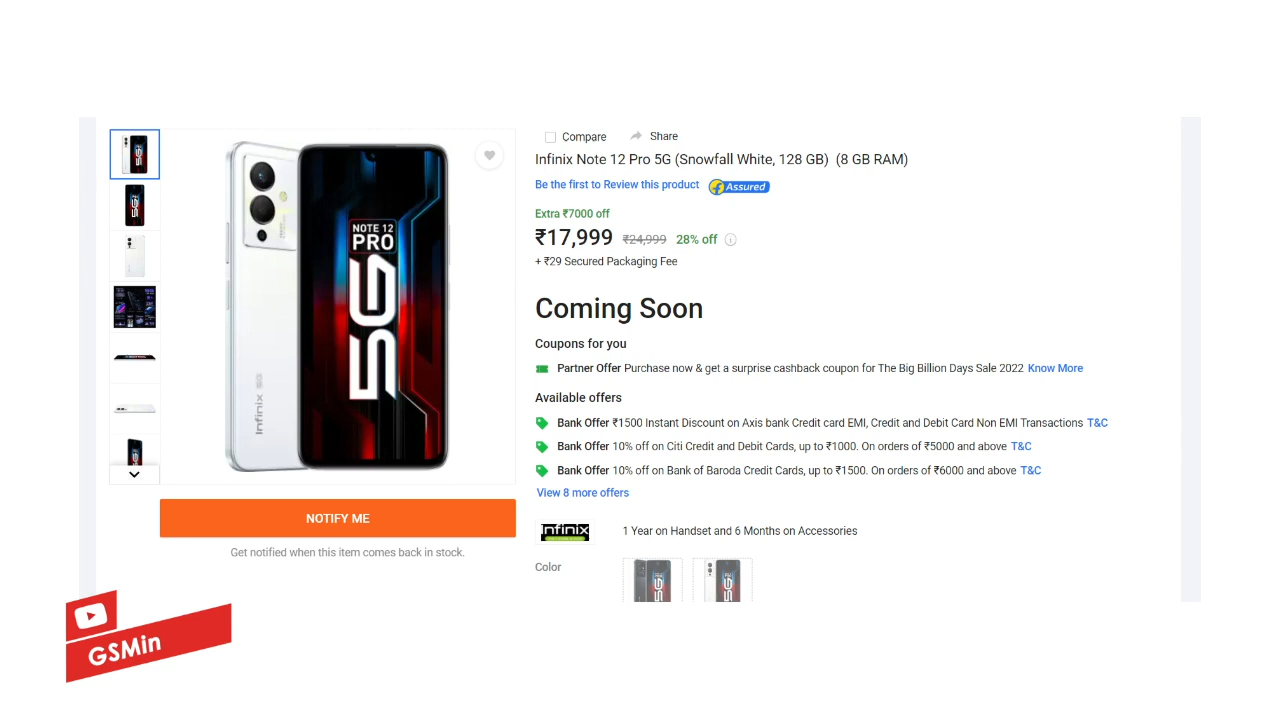 Compare Share
Infinix Note 12 Pro 5G (Snowfall White, 128 GB) (8 GB RAM)
Be the first to Review this product f Assured
Extra ₹7000 off
₹17,999 ₹24,999 28% off
+ ₹29 Secured Packaging Fee
Coming Soon
Coupons for you
Partner Offer Purchase now & get a surprise cashback coupon for The Big Billion Days Sale 2022 Know More
Available offers
Bank Offer ₹1500 Instant Discount on Axis bank Credit card EMI, Credit and Debit Card Non EMI Transactions T&C
Bank Offer 10% off on Citi Credit and Debit Cards, up to ₹1000. On orders of ₹5000 and above T&C
Bank Offer 10% off on Bank of Baroda Credit Cards, up to ₹1500. On orders of ₹6000 and above T&C
View 8 more offers
Infinix 1 Year on Handset and 6 Months on Accessories
Color
NOTE 12
PRO
5G
Infinix 5G
5G
5G
5G
5G
NOTIFY ME
Get notified when this item comes back in stock.
GSMin